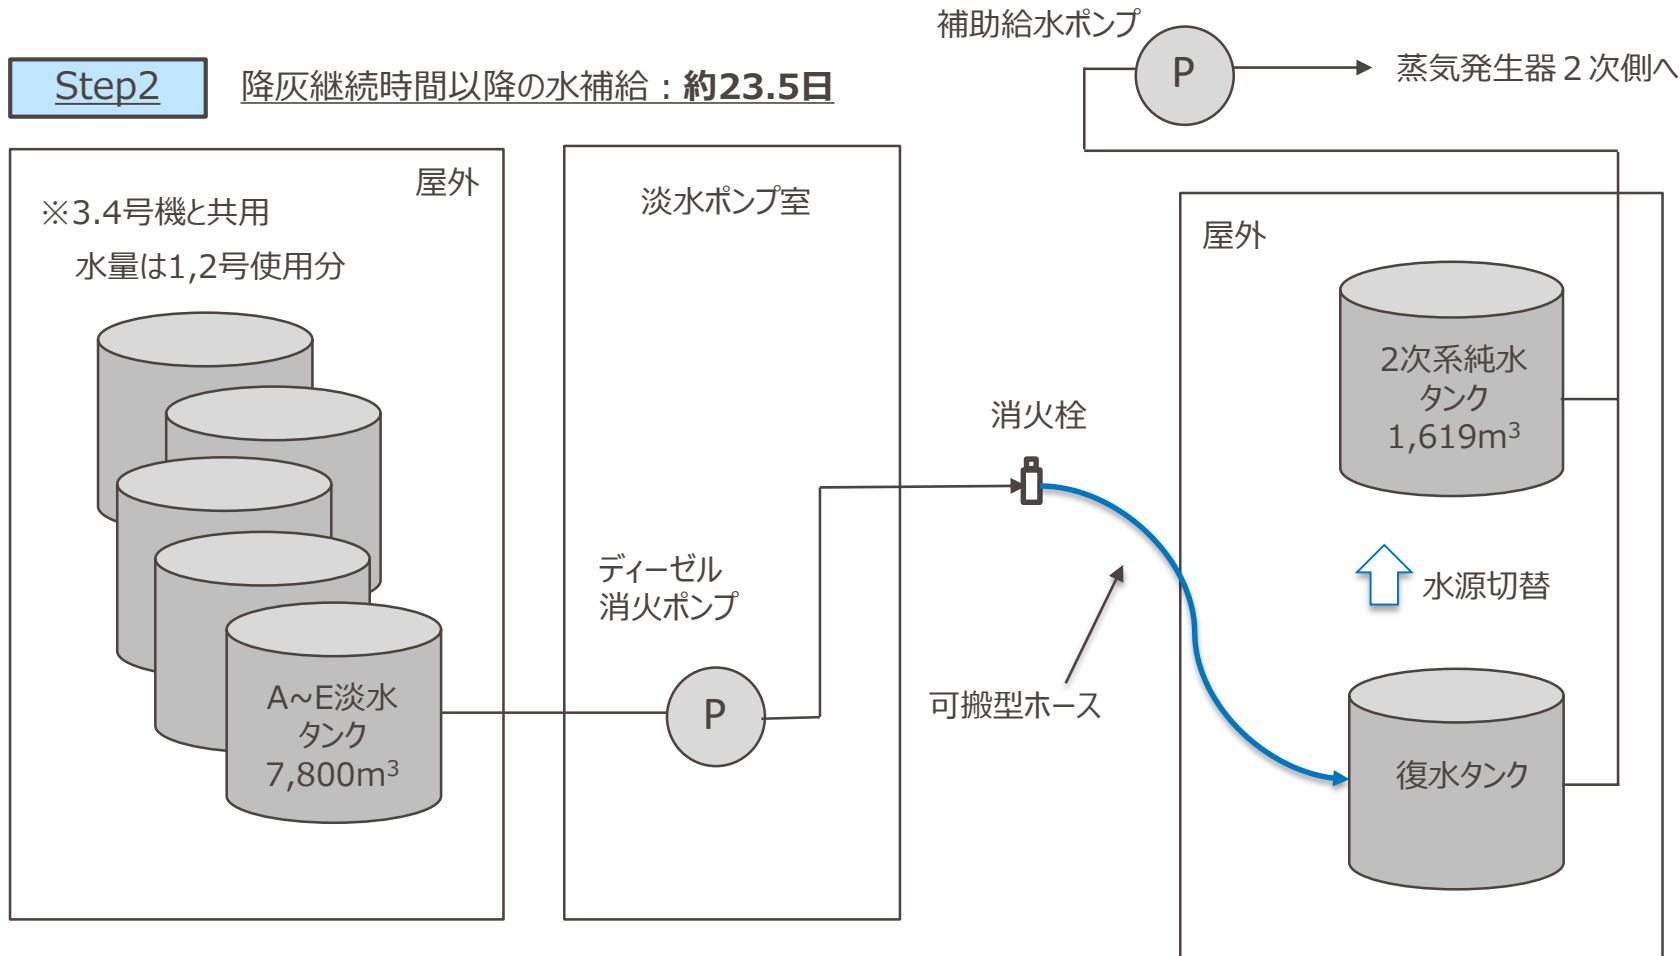 Step2
降灰継続時間以降の水補給：約23.5日
補助給水ポンプ
P
蒸気発生器２次側へ
屋外
※3.4号機と共用
水量は1,2号使用分
A~E淡水
タンク
7,800m³
淡水ポンプ室
ディーゼル
消火ポンプ
P
消火栓
可搬型ホース
屋外
2次系純水
タンク
1,619m³
水源切替
復水タンク